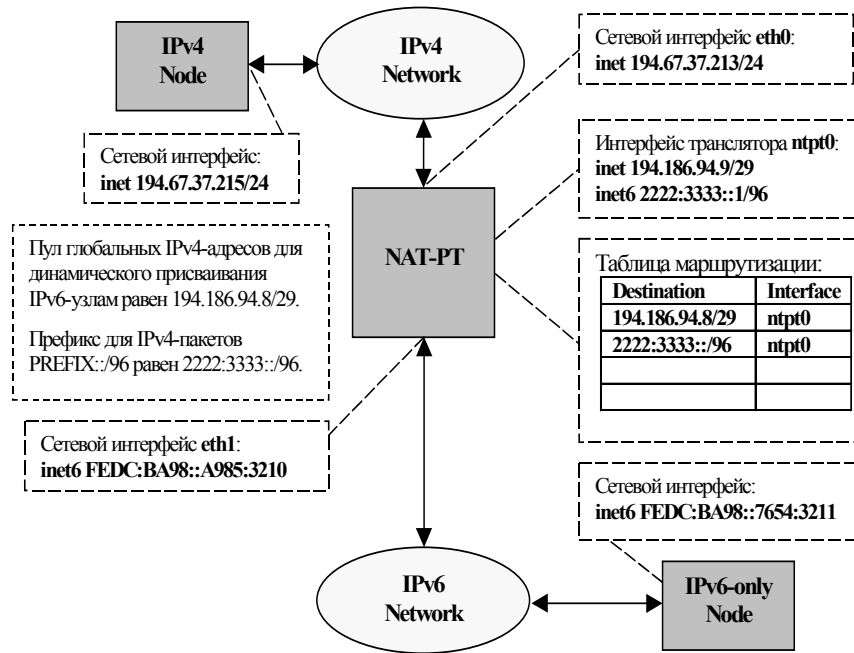 IPv4
Node
IPv4
Network
Сетевой интерфейс eth0:
inet 194.67.37.213/24
Сетевой интерфейс:
inet 194.67.37.215/24
Интерфейс транслятора ntpt0:
inet 194.186.94.9/29
inet6 2222:3333::1/96
Пул глобальных IPv4-адресов для
динамического присваивания
IPv6-узлам равен 194.186.94.8/29.
Префикс для IPv4-пакетов
PREFIX::/96 равен 2222:3333::/96.
NAT-PT
Таблица маршрутизации:
Destination Interface
194.186.94.8/29 ntpt0
2222:3333::/96 ntpt0
Сетевой интерфейс eth1:
inet6 FEDC:BA98::A985:3210
Сетевой интерфейс:
inet6 FEDC:BA98::7654:3211
IPv6
Network
IPv6-only
Node